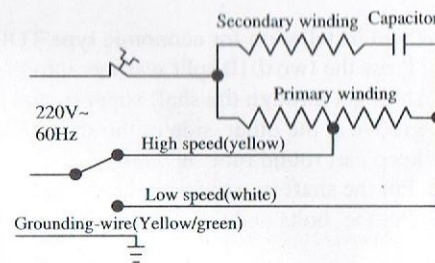 Secondary winding
Capacitor
Primary winding
220V~
60Hz
High speed(yellow)
Low speed(white)
Grounding-wire(Yellow/green)